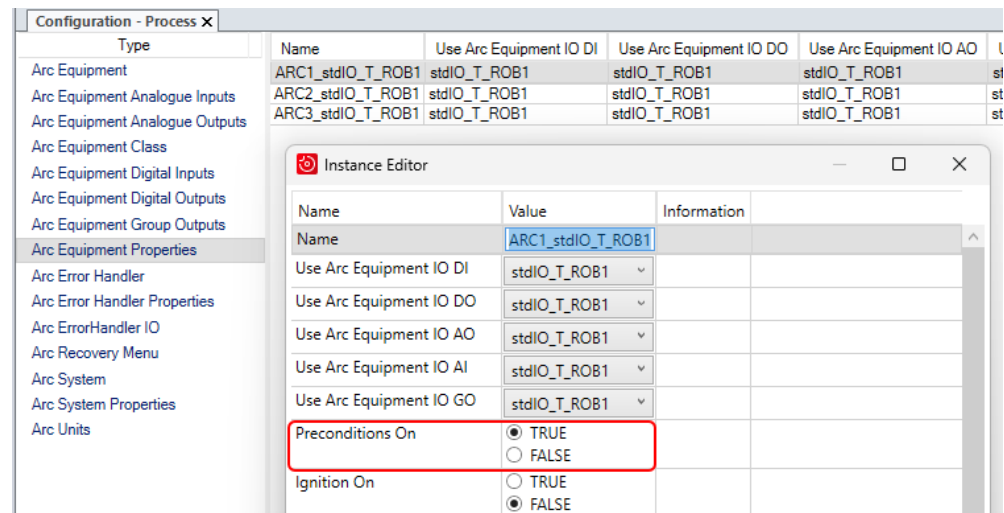 Configuration - Process X
Type
Arc Equipment
Arc Equipment Analogue Inputs
Arc Equipment Analogue Outputs
Arc Equipment Class
Arc Equipment Digital Inputs
Arc Equipment Digital Outputs
Arc Equipment Group Outputs
Arc Equipment Properties
Arc Error Handler
Arc Error Handler Properties
Arc ErrorHandler IO
Arc Recovery Menu
Arc System
Arc System Properties
Arc Units
Name Use Arc Equipment IO DI Use Arc Equipment IO DO Use Arc Equipment IO AO
ARC1_stdIO_T_ROB1 stdIO_T_ROB1 stdIO_T_ROB1 stdIO_T_ROB1
ARC2_stdIO_T_ROB1 stdIO_T_ROB1 stdIO_T_ROB1 stdIO_T_ROB1
ARC3_stdIO_T_ROB1 stdIO_T_ROB1 stdIO_T_ROB1 stdIO_T_ROB1
Instance Editor
Name Value Information
Name ARC1_stdIO_T_ROB1
Use Arc Equipment IO DI stdIO_T_ROB1
Use Arc Equipment IO DO stdIO_T_ROB1
Use Arc Equipment IO AO stdIO_T_ROB1
Use Arc Equipment IO AI stdIO_T_ROB1
Use Arc Equipment IO GO stdIO_T_ROB1
Preconditions On TRUE
FALSE
Ignition On TRUE
FALSE